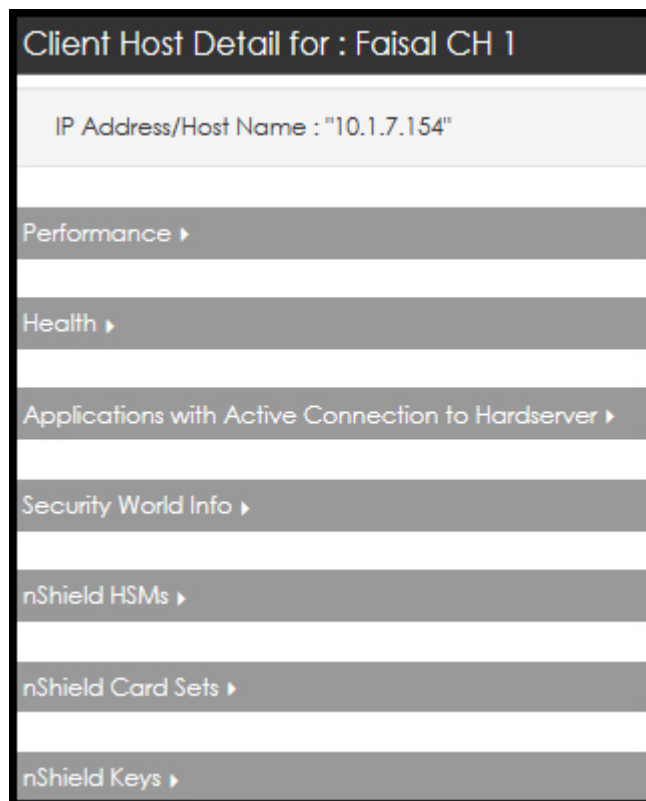 Client Host Detail for : Faisal CH 1
IP Address/Host Name : "10.1.7.154"
Performance
Health
Applications with Active Connection to Hardserver
Security World Info
nShield HSMs
nShield Card Sets
nShield Keys